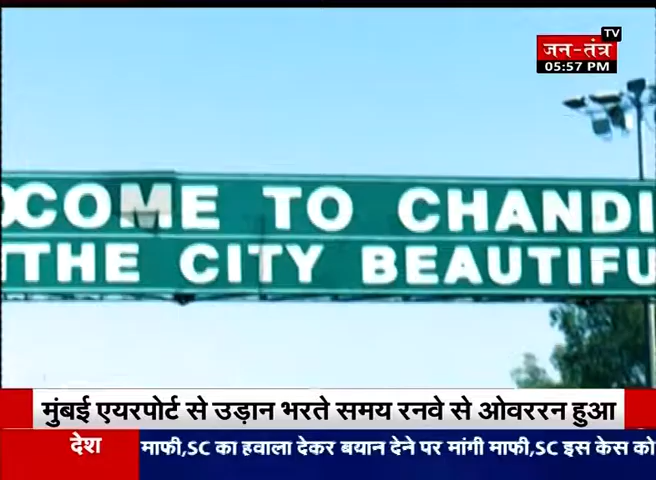 TV
जन-तंत्र
05:57 PM
COME TO CHANDI
THE CITY BEAUTIFU
मुंबई एयरपोर्ट से उड़ान भरते समय रनवे से ओवररन हुआ
देश
माफी,SC का हवाला देकर बयान देने पर मांगी माफी,SC इस केस को